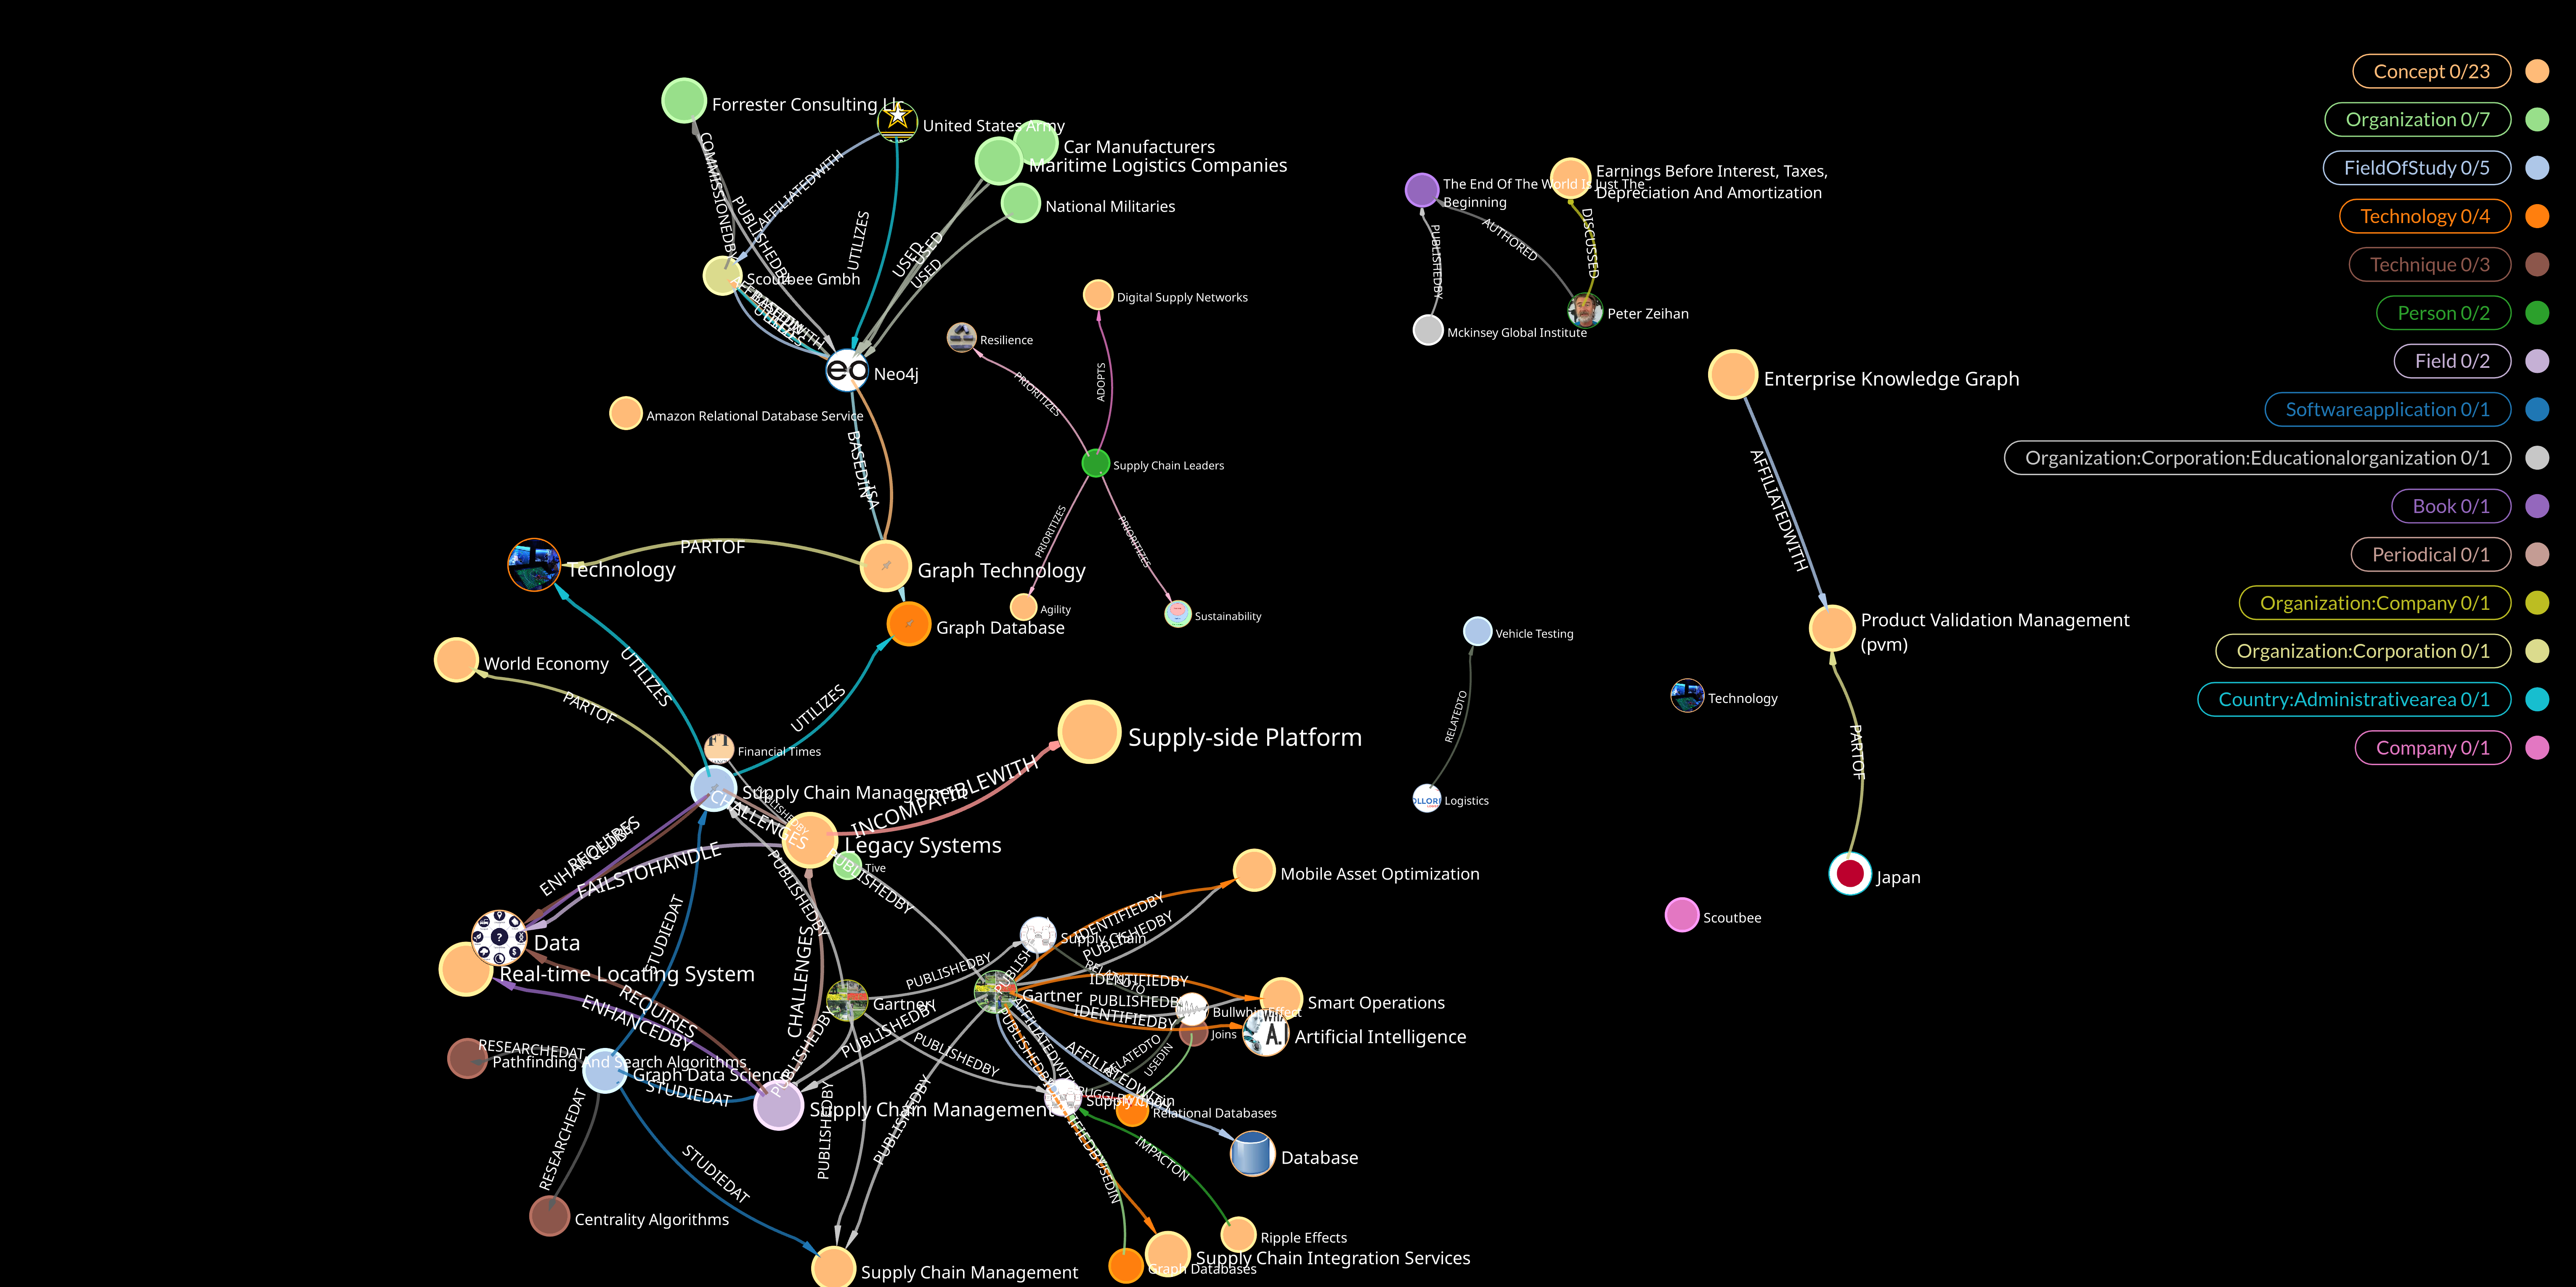 Concept 0/23
Organization 0/7
FieldOfStudy 0/5
Technology 0/4
Technique 0/3
Person 0/2
Field 0/2
Softwareapplication 0/1
Organization:Corporation:Educationalorganization 0/1
Book 0/1
Periodical 0/1
Organization:Company 0/1
Organization:Corporation 0/1
Country:Administrativearea 0/1
Company 0/1
Forrester Consulting Llc
United States Army
Car Manufacturers
Maritime Logistics Companies
National Militaries
COMMISSIONEDBY
PUBLISHEDBY
AFFILIATEDWITH
UTILIZES
USED
USED
USED
Scoutbee Gmbh
Neo4j
Amazon Relational Database Service
BASEDIN
ISA
Resilience
Digital Supply Networks
PRIORITIZES
ADOPTS
Supply Chain Leaders
PRIORITIZES
PRIORITIZES
Agility
Sustainability
The End Of The World Is Just The
Beginning
Earnings Before Interest, Taxes,
Depreciation And Amortization
PUBLISHEDBY
AUTHORED
DISCUSSED
Mckinsey Global Institute
Peter Zeihan
Enterprise Knowledge Graph
AFFILIATEDWITH
Product Validation Management
(pvm)
PARTOF
Japan
Technology
Scoutbee
Vehicle Testing
RELATEDTO
Logistics
PARTOF
Technology
Graph Technology
Graph Database
World Economy
UTILIZES
PARTOF
UTILIZES
Financial Times
Supply-side Platform
Supply Chain Management
INCOMPATIBLEWITH
CHALLENGES
PUBLISHEDBY
Legacy Systems
Tive
REQUIRES
ENHANCEDBY
FAILSTOHANDLE
PUBLISHEDBY
PUBLISHEDBY
STUDIEDAT
Data
Real-time Locating System
REQUIRES
ENHANCEDBY
CHALLENGES
RESEARCHEDAT
Pathfinding And Search Algorithms
Graph Data Science
STUDIEDAT
RESEARCHEDAT
STUDIEDAT
Centrality Algorithms
Supply Chain Management
Supply Chain Management
PUBLISHEDBY
PUBLISHEDBY
PUBLISHEDBY
PUBLISHEDBY
PUBLISHEDBY
PUBLISHEDBY
Gartner
Gartner
Supply Chain
Mobile Asset Optimization
IDENTIFIEDBY
PUBLISHEDBY
RELATEDTO
IDENTIFIEDBY
PUBLISHEDBY
IDENTIFIEDBY
Smart Operations
Bullwhip Effect
Joins
Artificial Intelligence
AFFILIATEDWITH
PUBLISHEDBY
AFFILIATEDWITH
RELATEDTO
USEDIN
Supply Chain
Relational Databases
Database
IMPACTON
USEDIN
Ripple Effects
Supply Chain Integration Services
Graph Databases